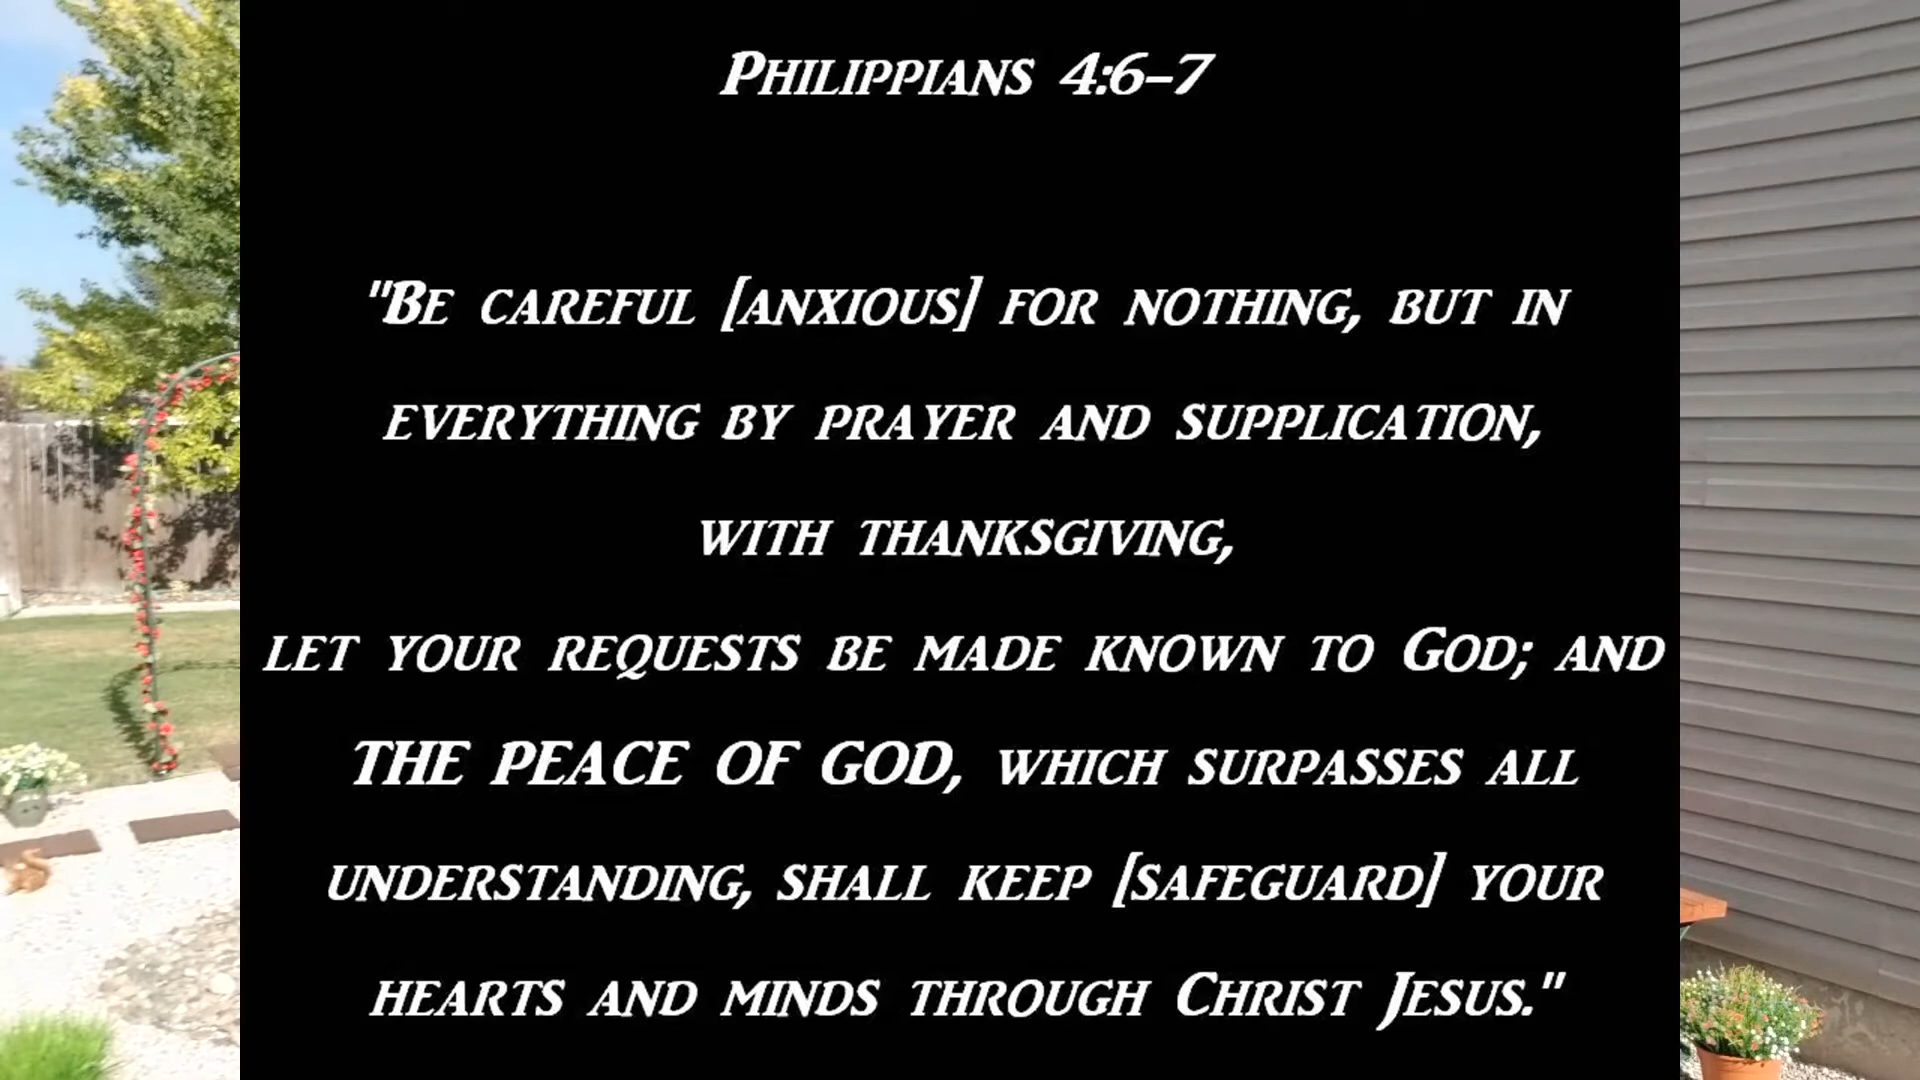 Philippians 4:6–7
"Be careful [anxious] for nothing, but in
everything by prayer and supplication,
with thanksgiving,
let your requests be made known to God; and
THE PEACE OF GOD, which surpasses all
understanding, shall keep [safeguard] your
hearts and minds through Christ Jesus."